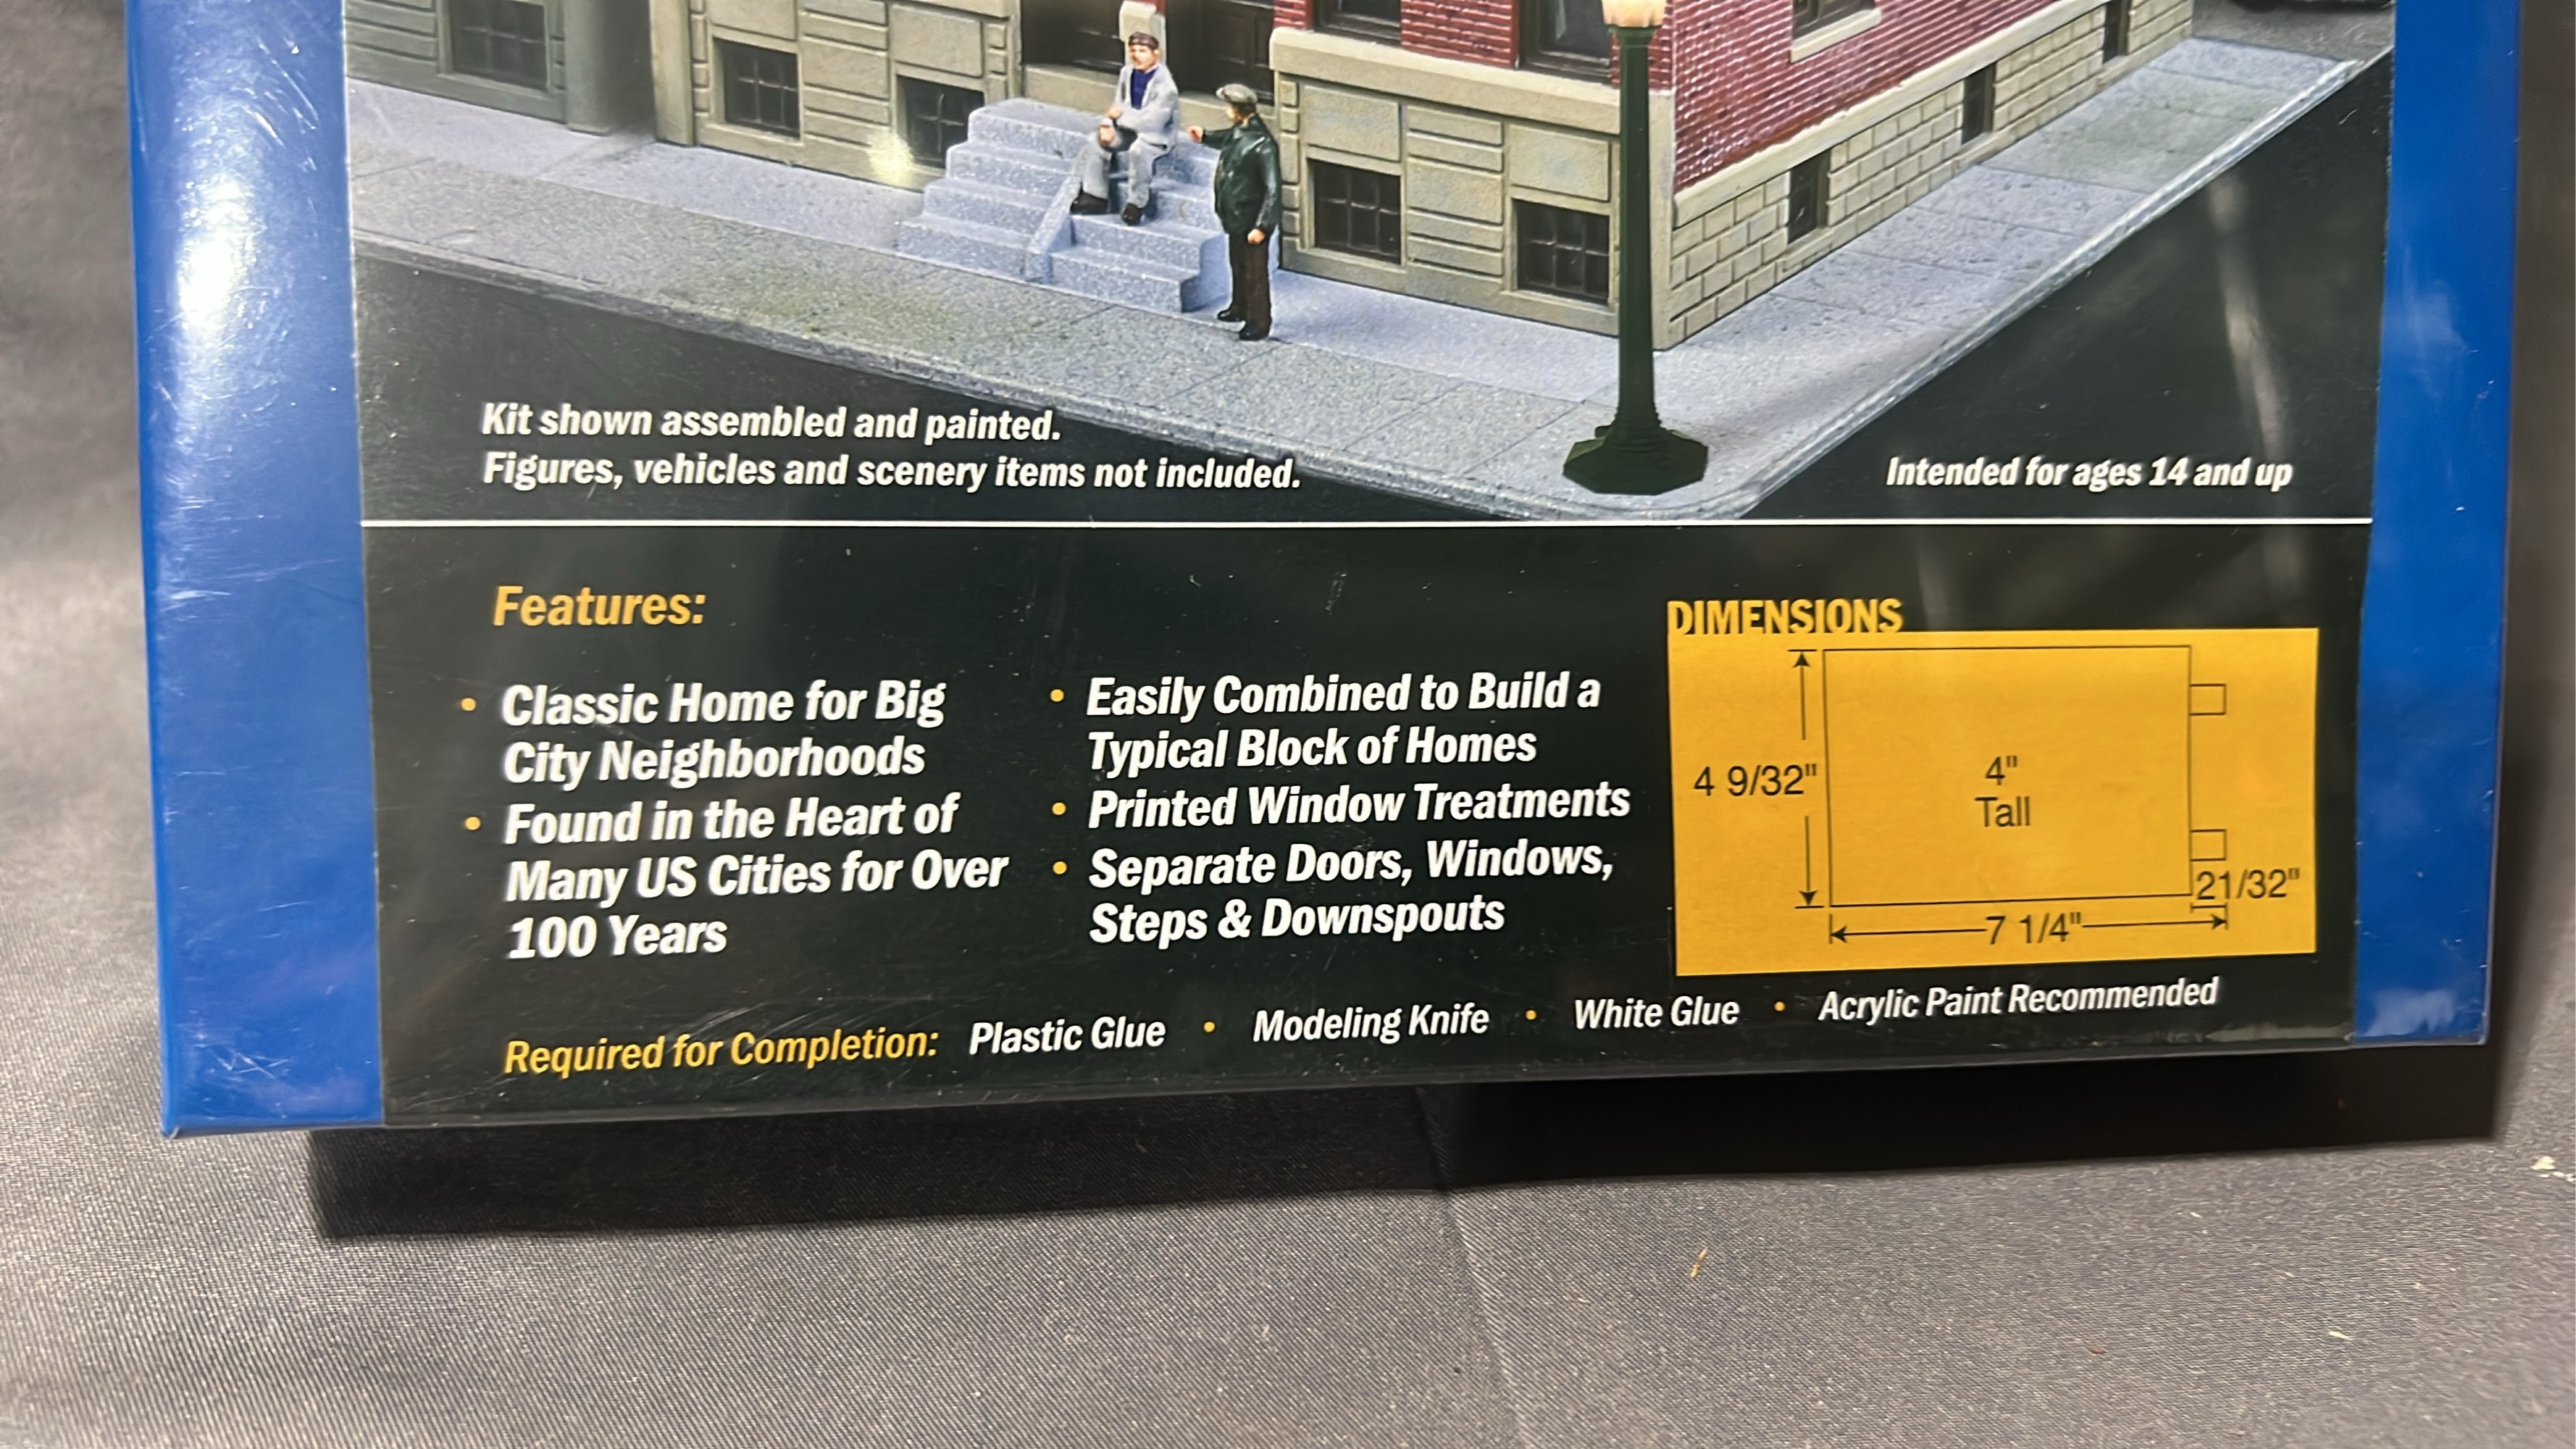 Kit shown assembled and painted.
Figures, vehicles and scenery items not included.
Intended for ages 14 and up
Features:
• Classic Home for Big
City Neighborhoods
• Found in the Heart of
Many US Cities for Over
100 Years
• Easily Combined to Build a
Typical Block of Homes
• Printed Window Treatments
• Separate Doors, Windows,
Steps & Downspouts
DIMENSIONS
4 9/32"
4"
Tall
21/32"
7 1/4"
Required for Completion: Plastic Glue • Modeling Knife • White Glue • Acrylic Paint Recommended